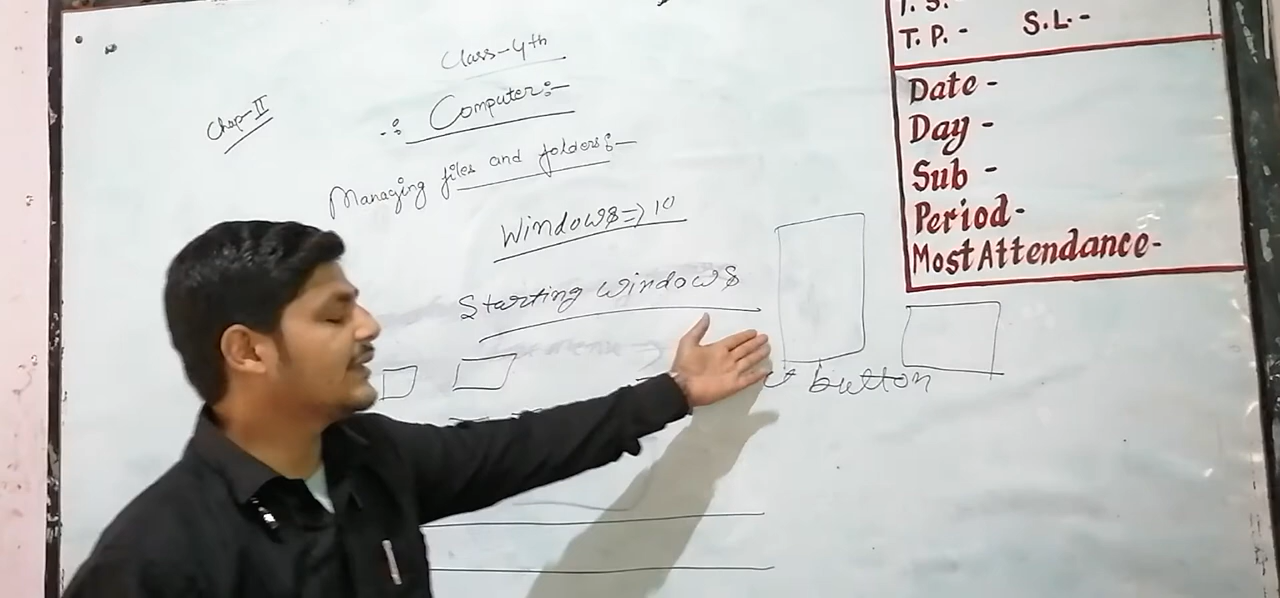 Class-4th
Chap-II
-: Computer:-
Managing files and folders:-
Windows=>10
Starting windows
button
T. P. - S.L.-
Date -
Day -
Sub -
Period-
Most Attendance-